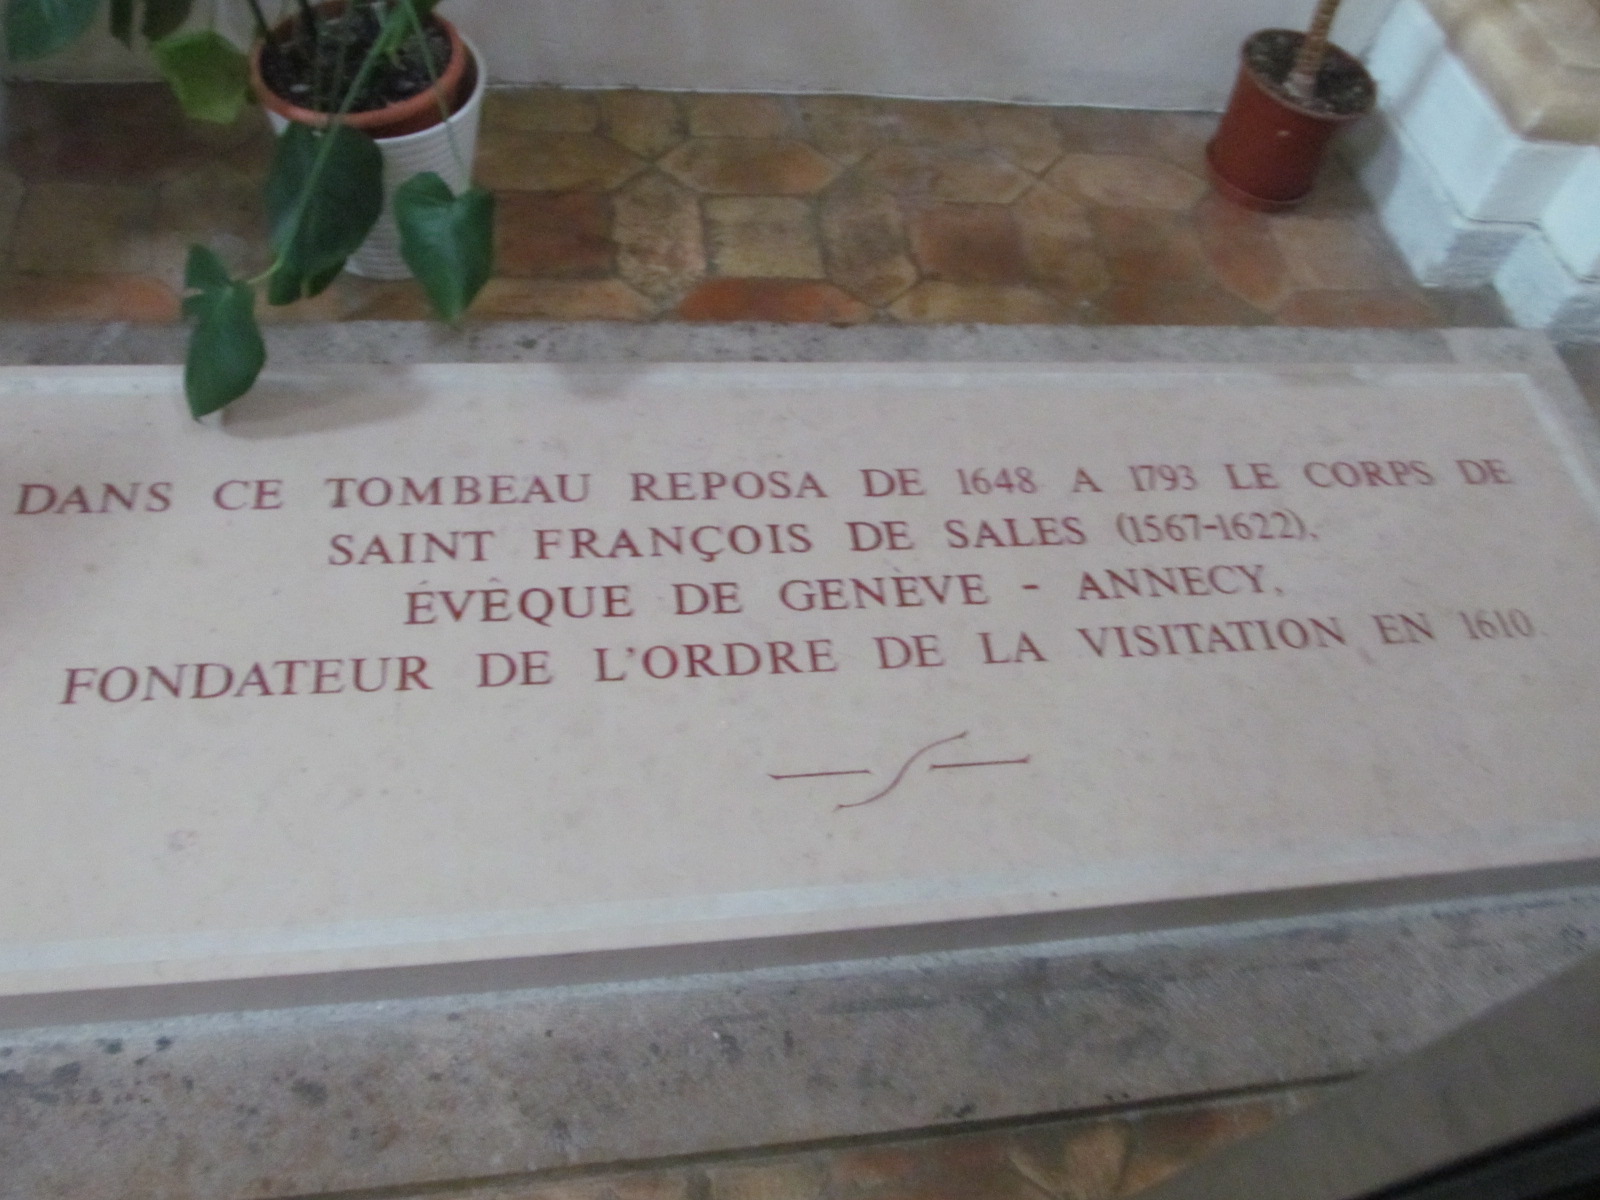 DANS CE TOMBEAU REPOSA DE 1648 A 1793 LE CORPS DE
SAINT FRANÇOIS DE SALES (1567-1622),
ÉVÊQUE DE GENÈVE - ANNECY,
FONDATEUR DE L'ORDRE DE LA VISITATION EN 1610.